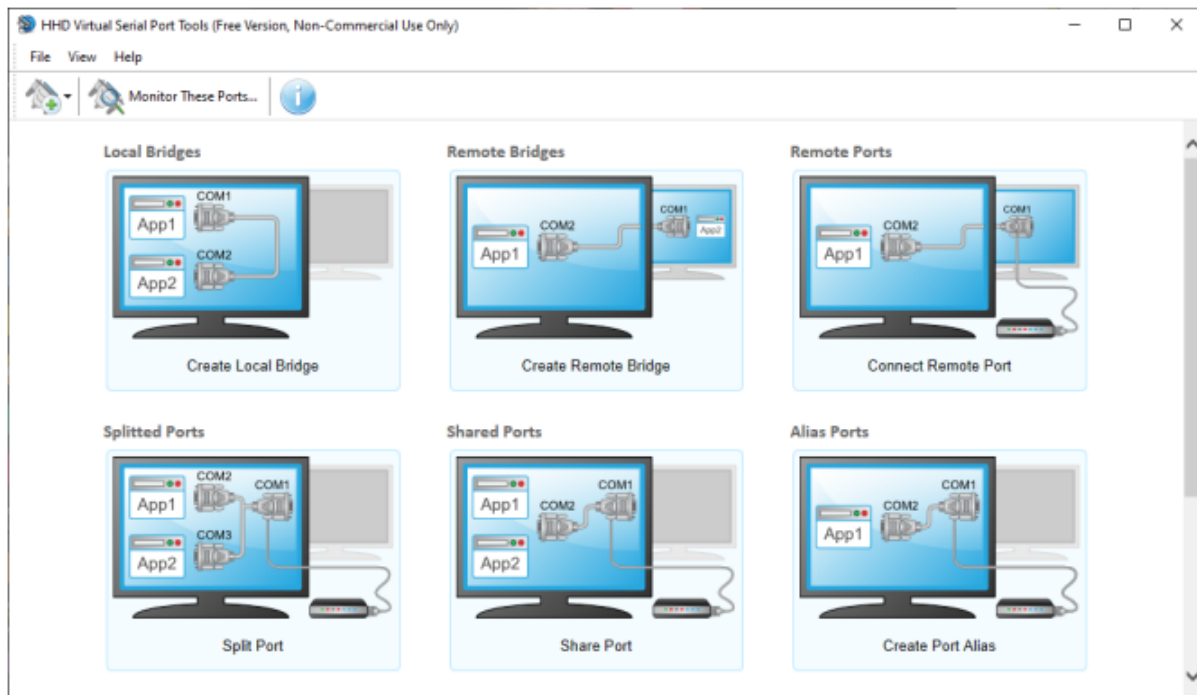 HHD Virtual Serial Port Tools (Free Version, Non-Commercial Use Only)
File View Help
Monitor These Ports...
Local Bridges
COM1
App1
COM2
App2
Create Local Bridge
Remote Bridges
COM1
COM2
App2
App1
Create Remote Bridge
Remote Ports
COM1
COM2
App1
Connect Remote Port
Splitted Ports
COM2
COM1
App1
COM3
App2
Split Port
Shared Ports
COM1
App1
COM2
App2
Share Port
Alias Ports
COM1
COM2
App1
Create Port Alias